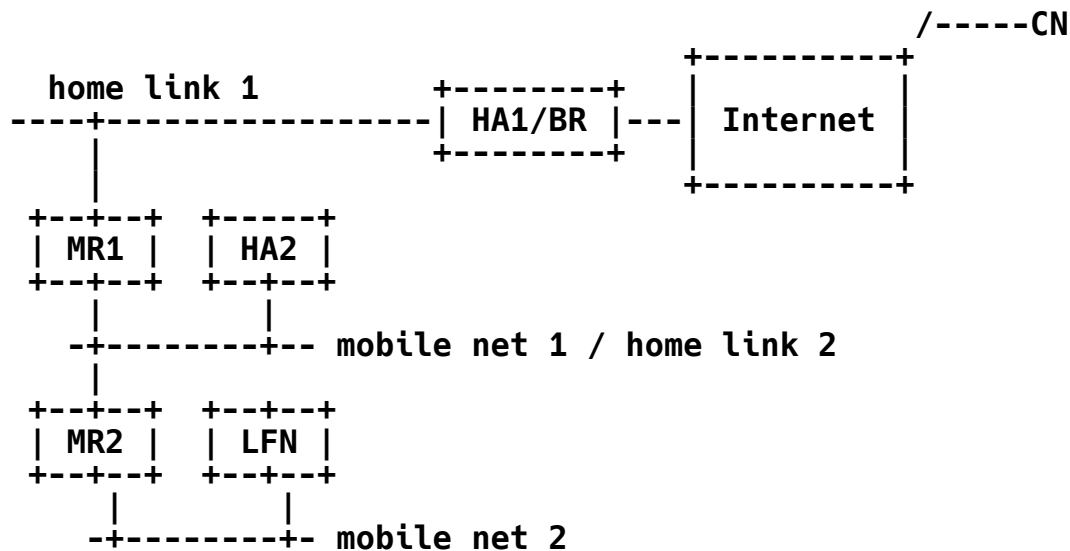 /-----CN
home link 1
HA1/BR
Internet
MR1
HA2
mobile net 1 / home link 2
MR2
LFN
mobile net 2